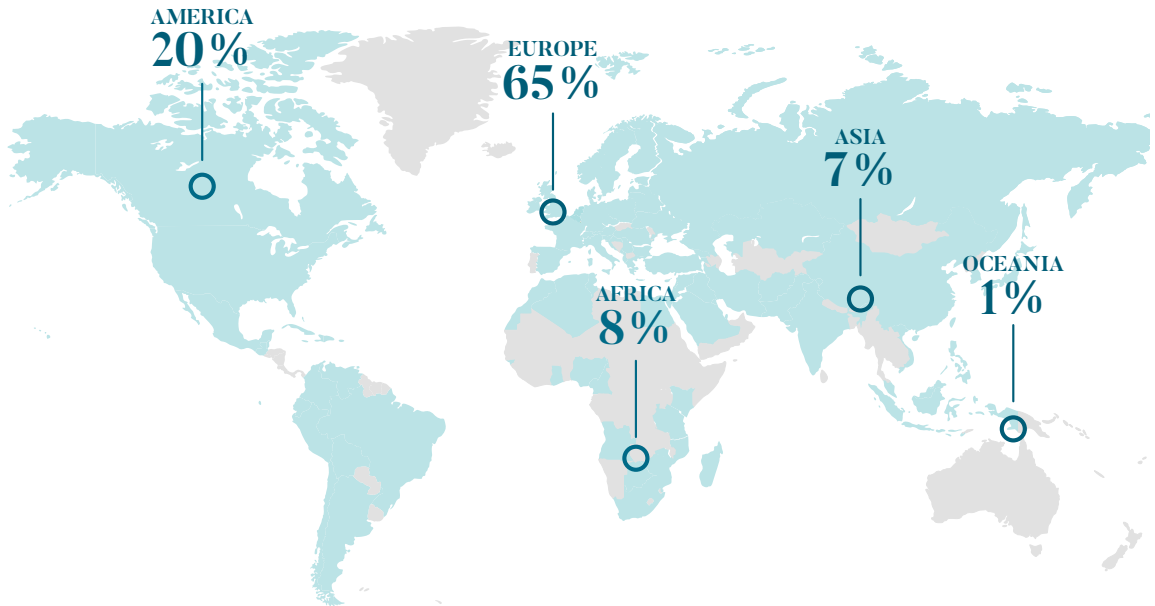 AMERICA
20%
EUROPE
65%
ASIA
7%
OCEANIA
1%
AFRICA
8%